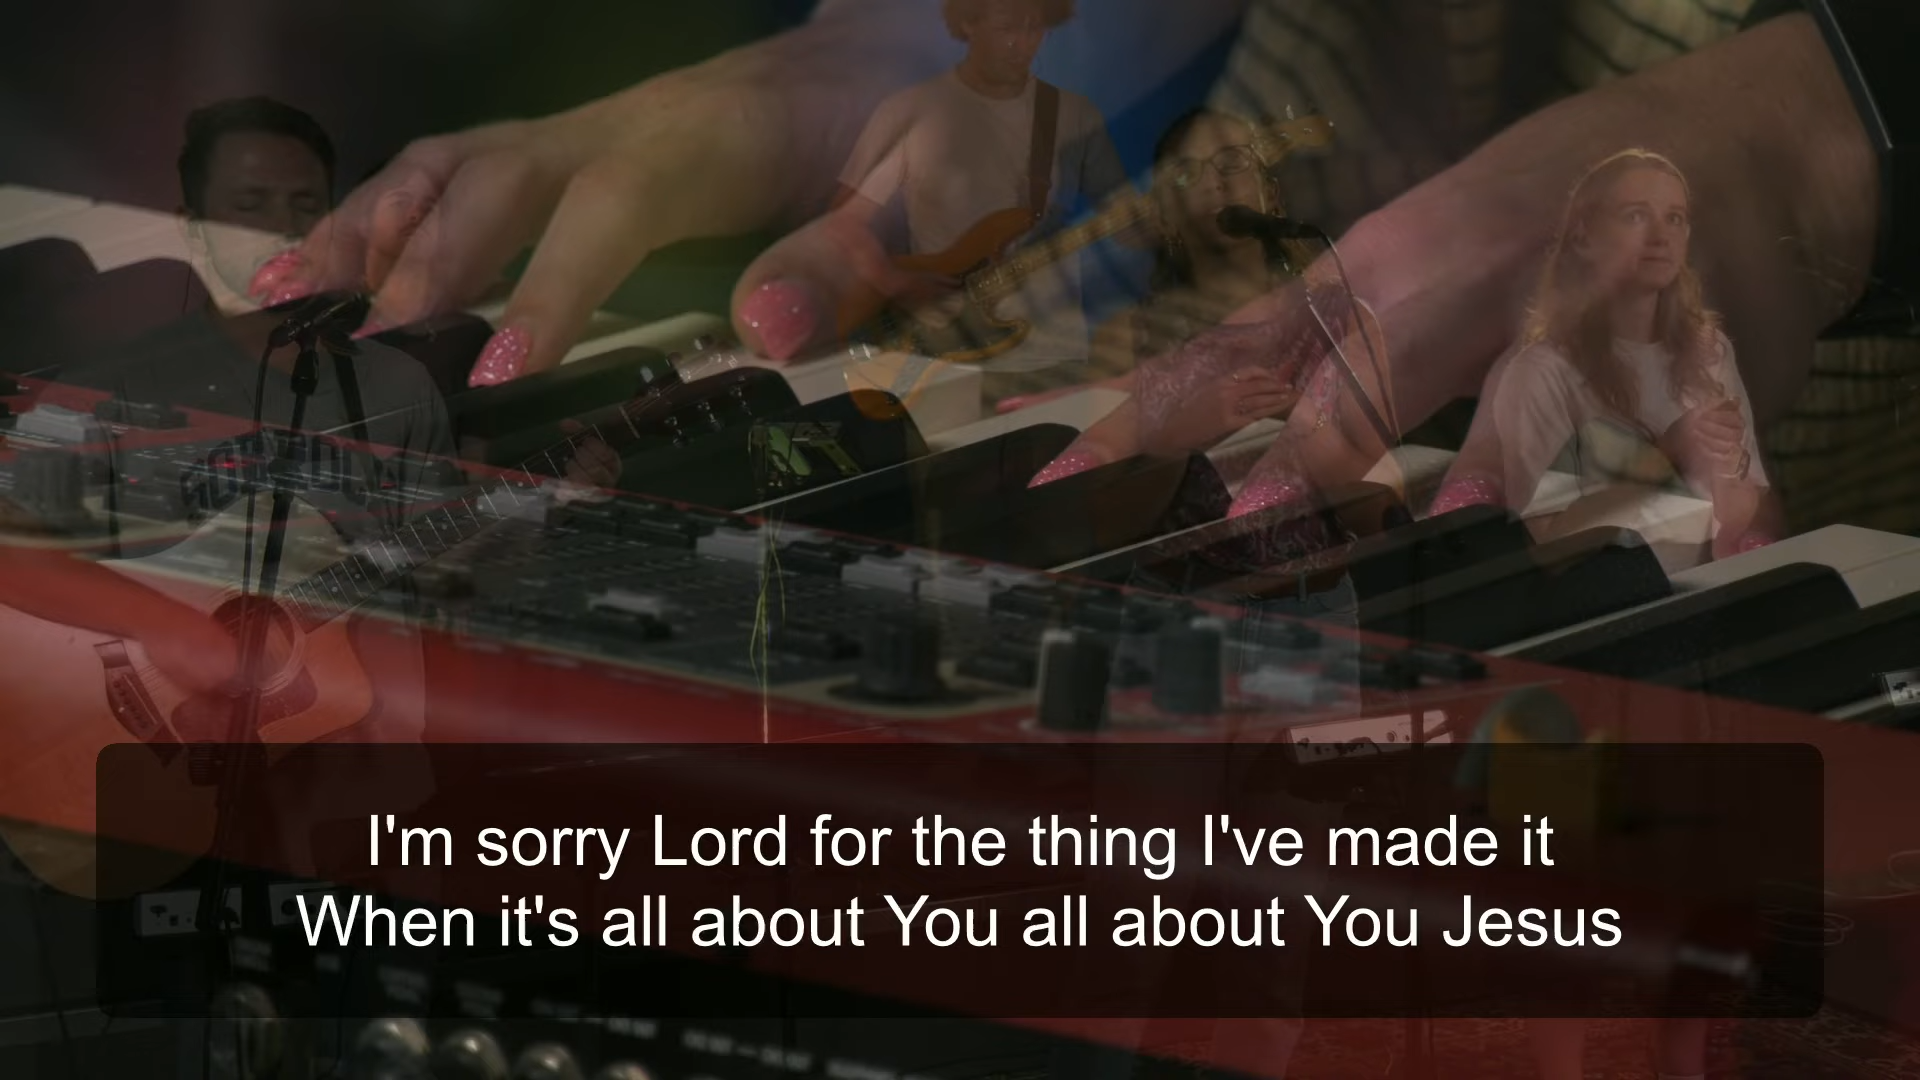 I'm sorry Lord for the thing I've made it
When it's all about You all about You Jesus